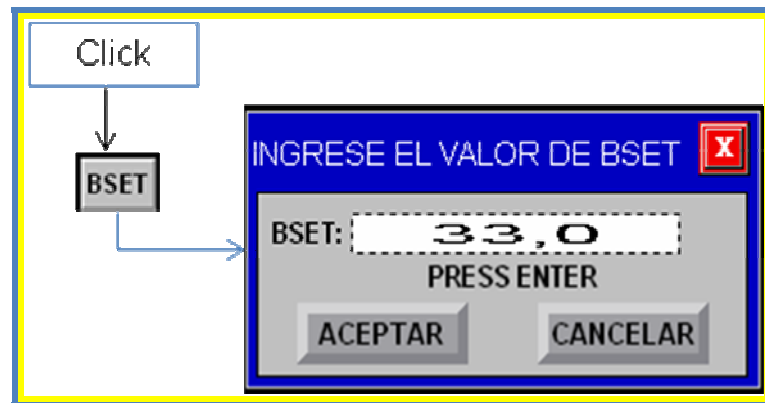 Click
BSET
INGRESE EL VALOR DE BSET X
BSET: 33,0
PRESS ENTER
ACEPTAR CANCELAR